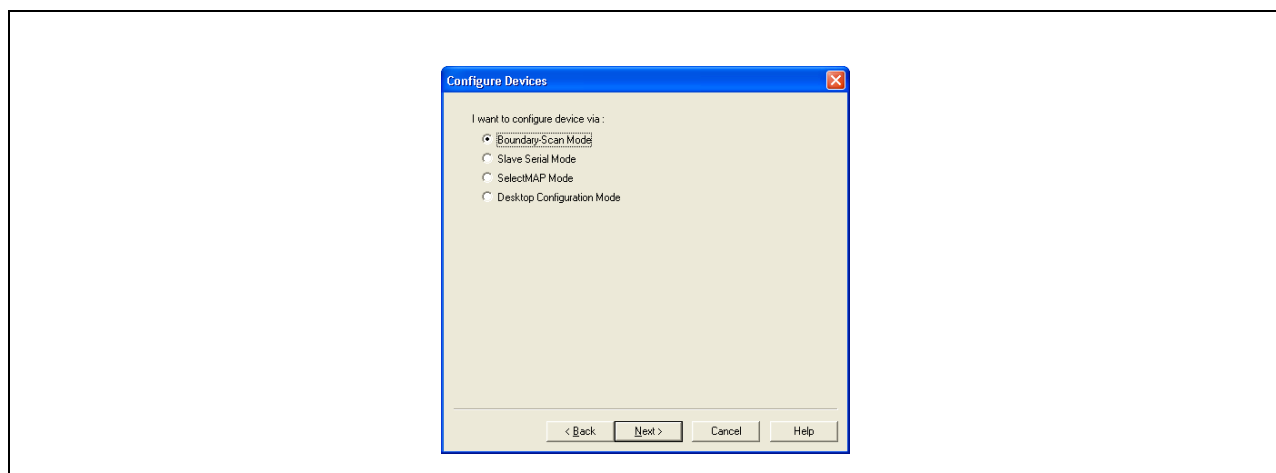 Configure Devices
I want to configure device via :
Boundary-Scan Mode
Slave Serial Mode
SelectMAP Mode
Desktop Configuration Mode
< Back Next > Cancel Help